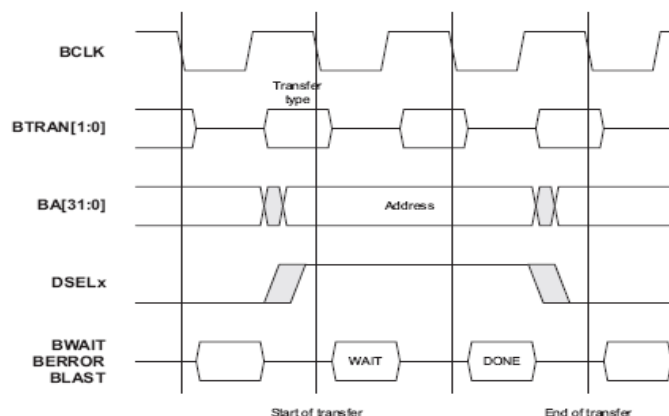 BCLK
Transfer
type
BTRAN[1:0]
BA[31:0]
Address
DSELx
BWAIT
BERROR
BLAST
WAIT
DONE
Start of transfer
End of transfer